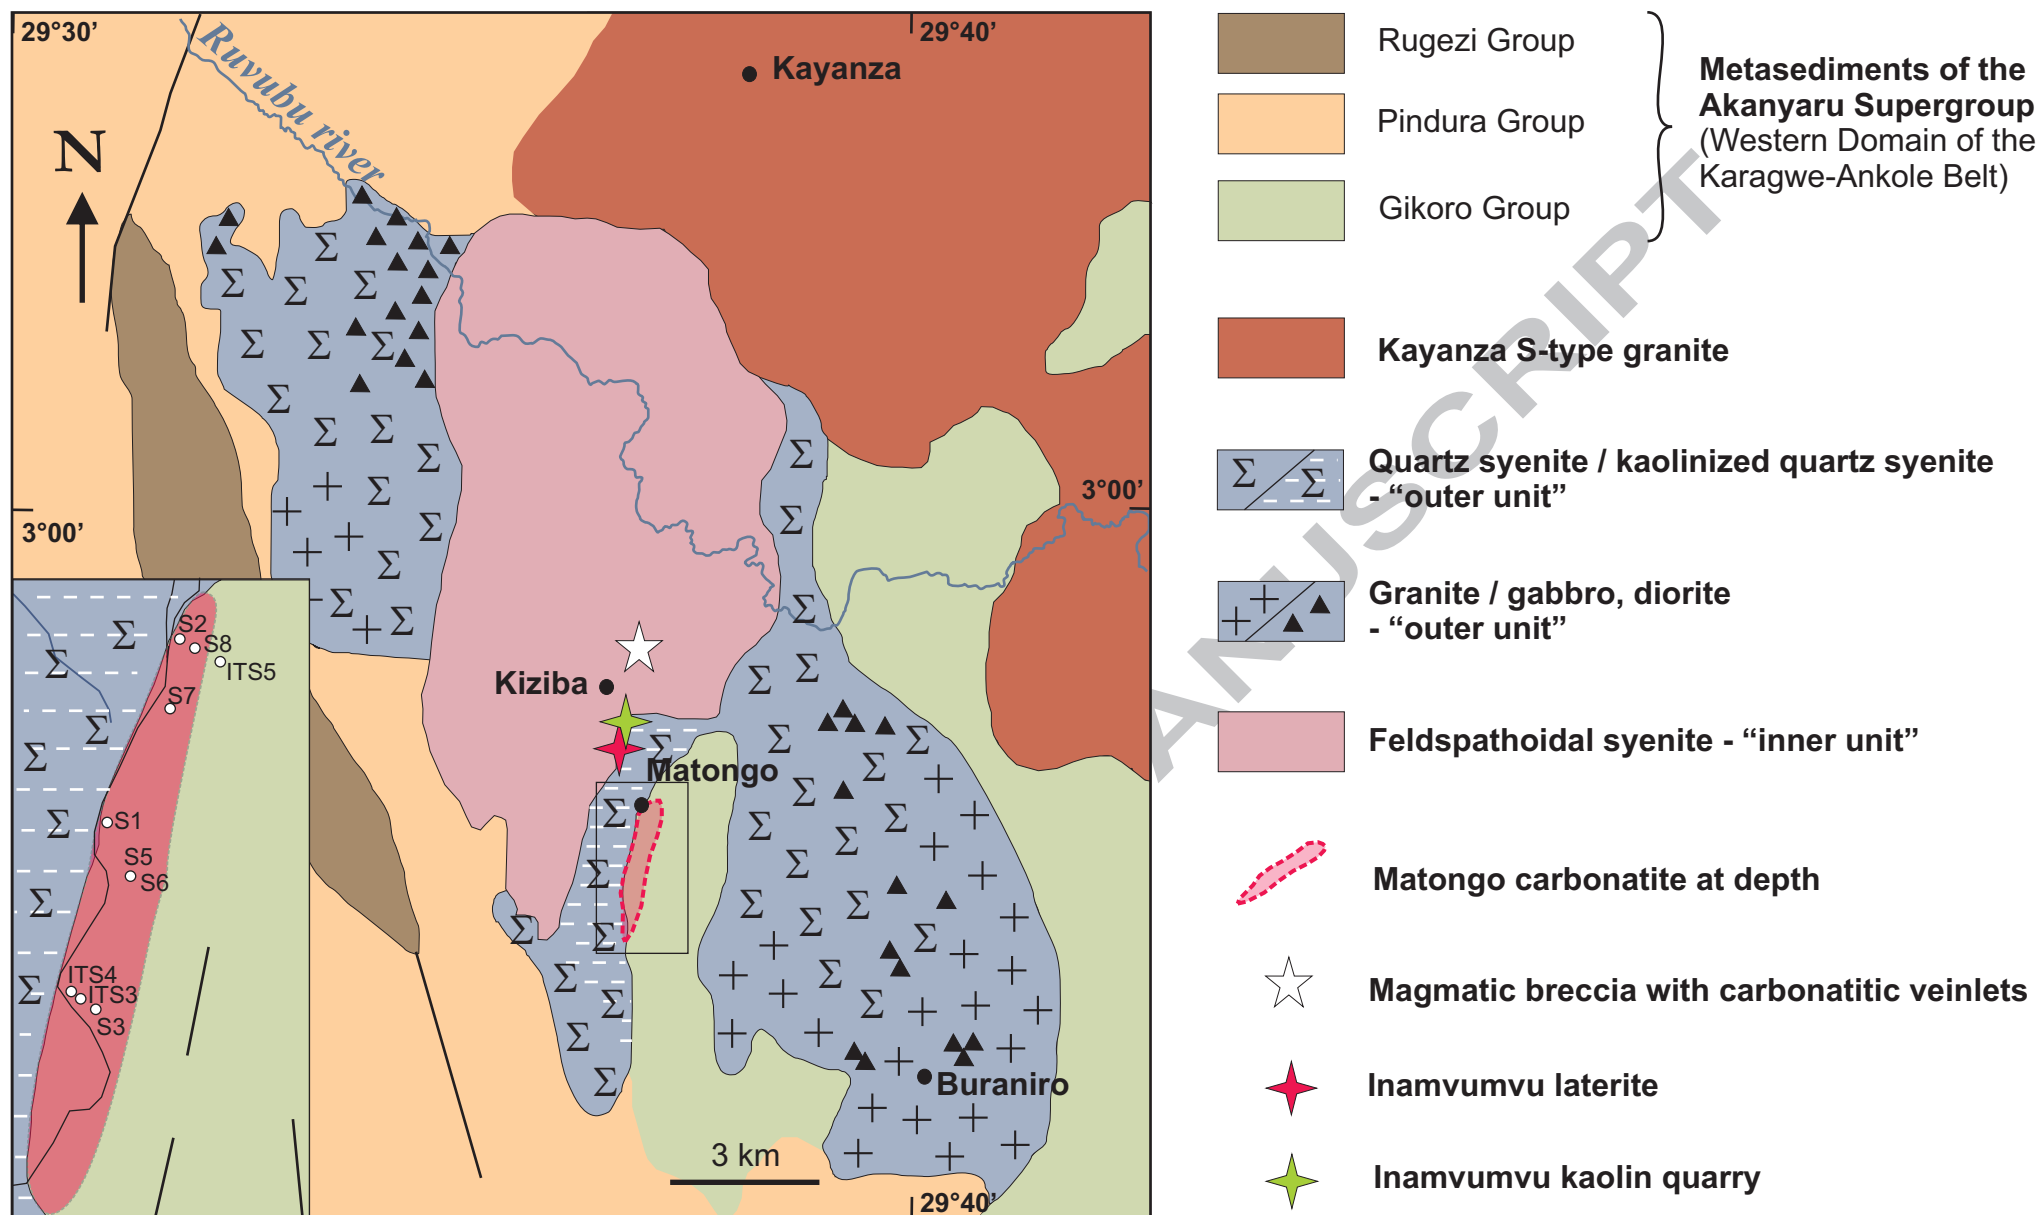 29°30’
29°40’
Ruvubu river
Kayanza
N
3°00’
3°00’
Kiziba
Matongo
Buraniro
3 km
29°40’
S2
S8
ITS5
S7
S1
S5
S6
ITS4
ITS3
S3
Rugezi Group
Pindura Group
Gikoro Group
Metasediments of the
Akanyaru Supergroup
(Western Domain of the
Karagwe-Ankole Belt)
Kayanza S-type granite
Quartz syenite / kaolinized quartz syenite
- “outer unit”
Granite / gabbro, diorite
- “outer unit”
Feldspathoidal syenite - “inner unit”
Matongo carbonatite at depth
Magmatic breccia with carbonatitic veinlets
Inamvumvu laterite
Inamvumvu kaolin quarry
ANUSCRIPT